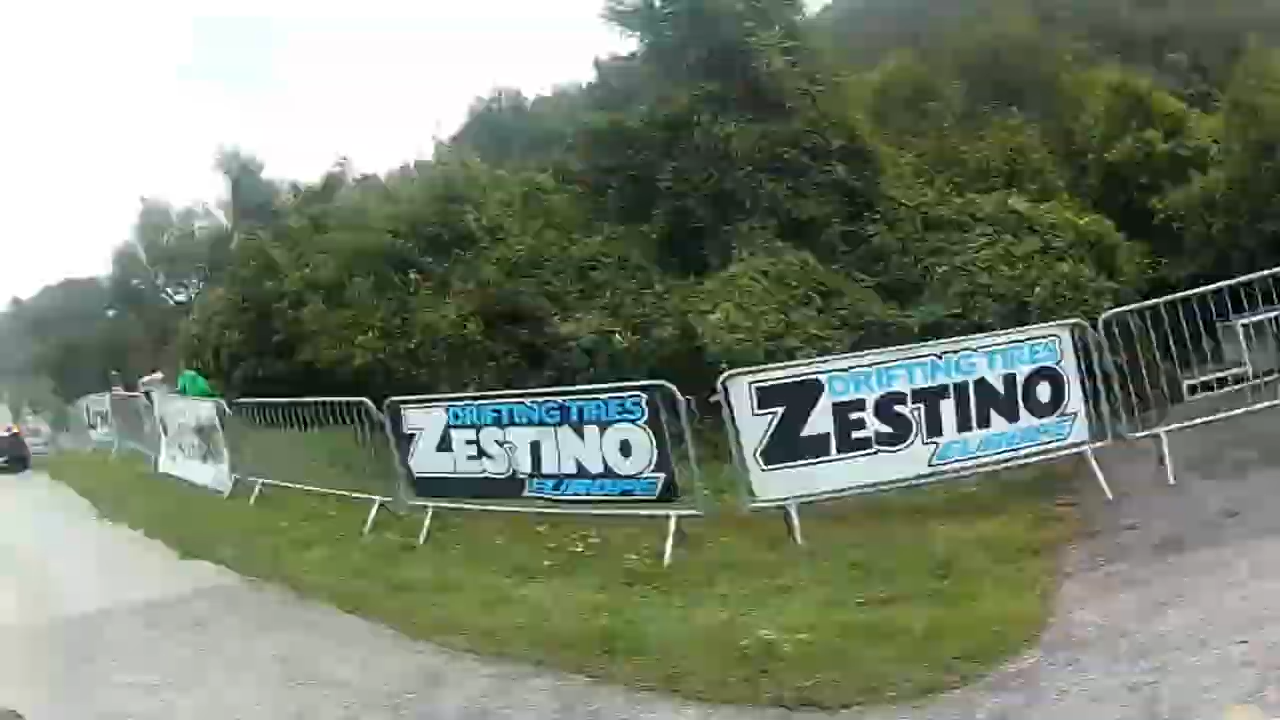 DRIFTING TIRES
ZESTINO
EUROPE
DRIFTING TIRES
ZESTINO
EUROPE